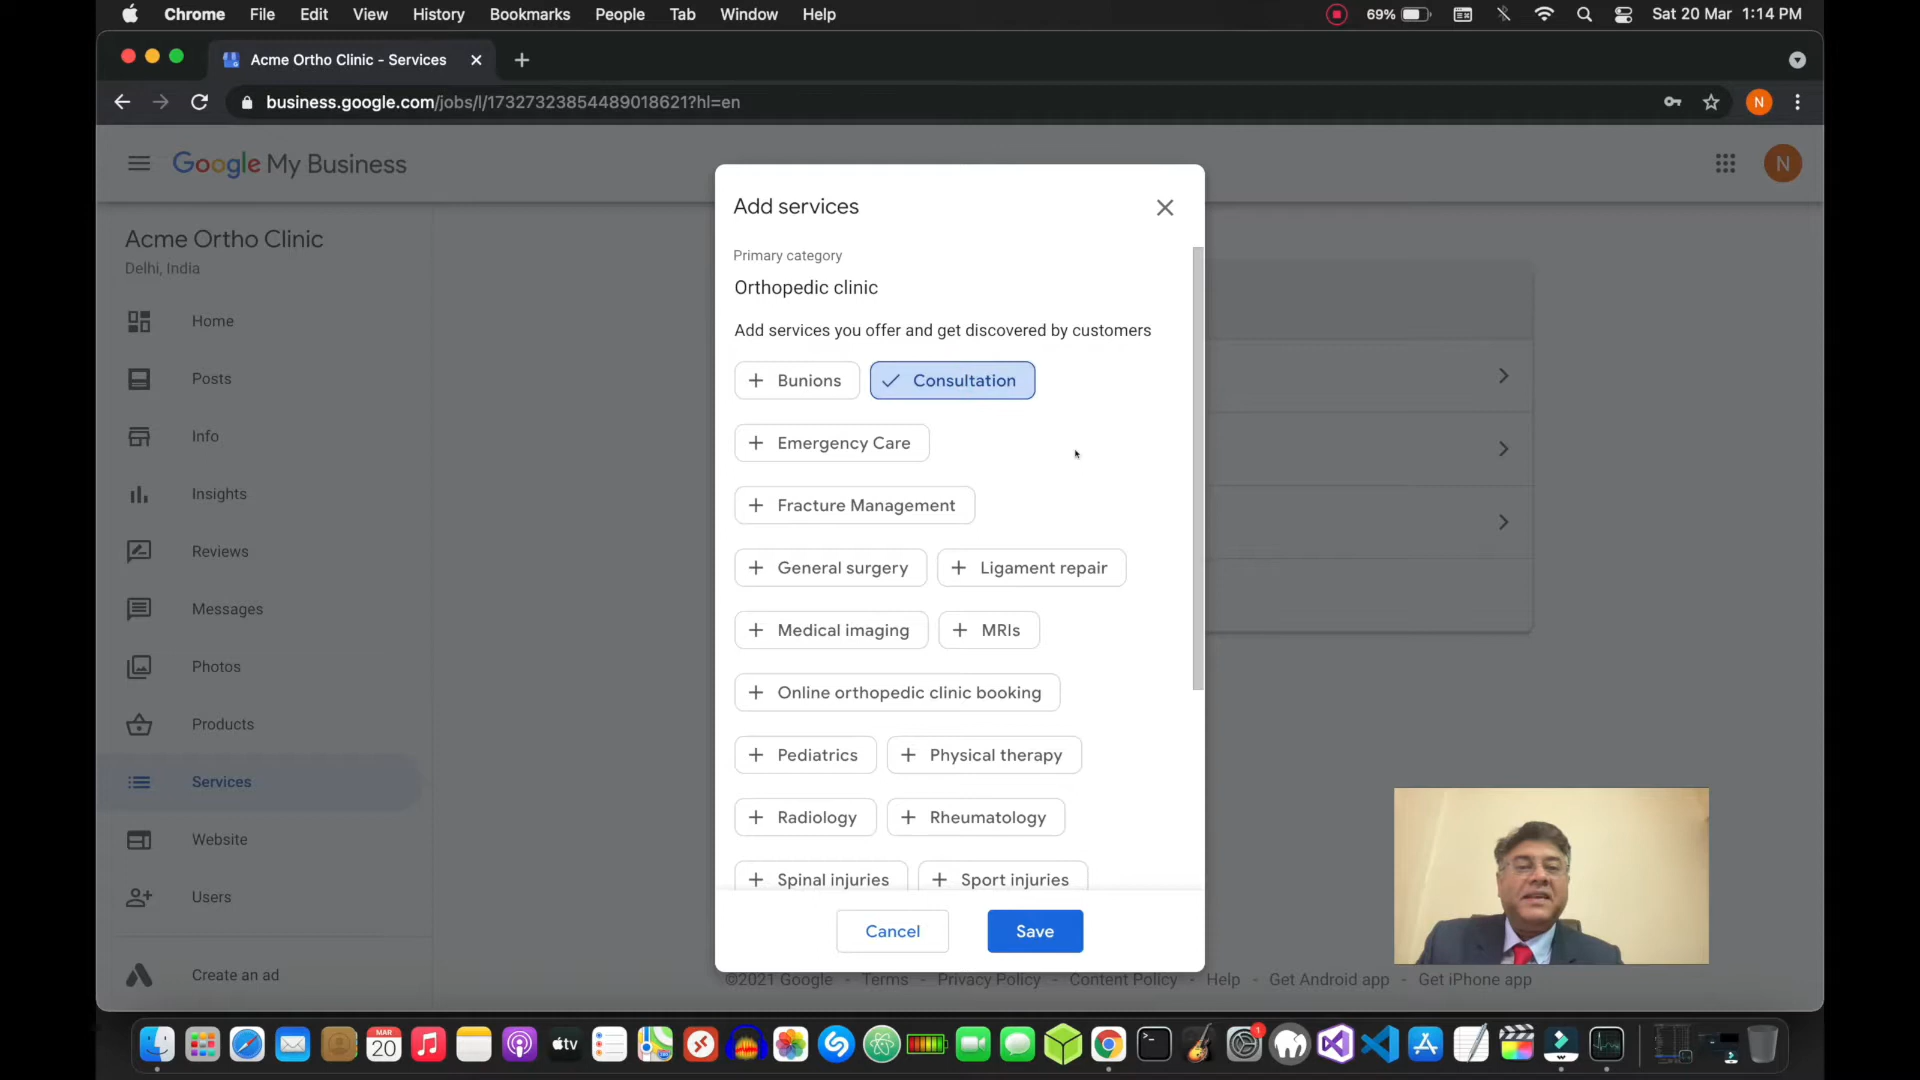 Chrome File Edit View History Bookmarks People Tab Window Help 69% Sat 20 Mar 1:14 PM
Acme Ortho Clinic - Services
business.google.com/jobs/l/17327323854489018621?hl=en N
Google My Business N
Acme Ortho Clinic
Delhi, India
Home
Posts
Info
Insights
Reviews
Messages
Photos
Products
Services
Website
Users
Create an ad
Add services
Primary category
Orthopedic clinic
Add services you offer and get discovered by customers
Bunions Consultation
Emergency Care
Fracture Management
General surgery Ligament repair
Medical imaging MRIs
Online orthopedic clinic booking
Pediatrics Physical therapy
Radiology Rheumatology
Spinal injuries Sport injuries
Cancel Save
©2021 Google - Terms - Privacy Policy - Content Policy - Help - Get Android app - Get iPhone app
MAR
20
tv
1